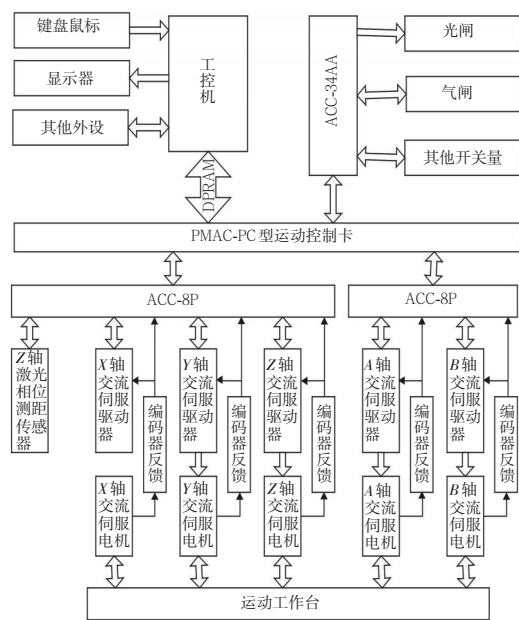 键盘鼠标
显示器
其他外设
工控机
ACC-34AA
光闸
气闸
其他开关量
DPRAM
PMAC-PC型运动控制卡
ACC-8P
ACC-8P
Z轴激光相位测距传感器
X轴交流伺服驱动器
编码器反馈
Y轴交流伺服驱动器
编码器反馈
Z轴交流伺服驱动器
编码器反馈
A轴交流伺服驱动器
编码器反馈
B轴交流伺服驱动器
编码器反馈
X轴交流伺服电机
Y轴交流伺服电机
Z轴交流伺服电机
A轴交流伺服电机
B轴交流伺服电机
运动工作台